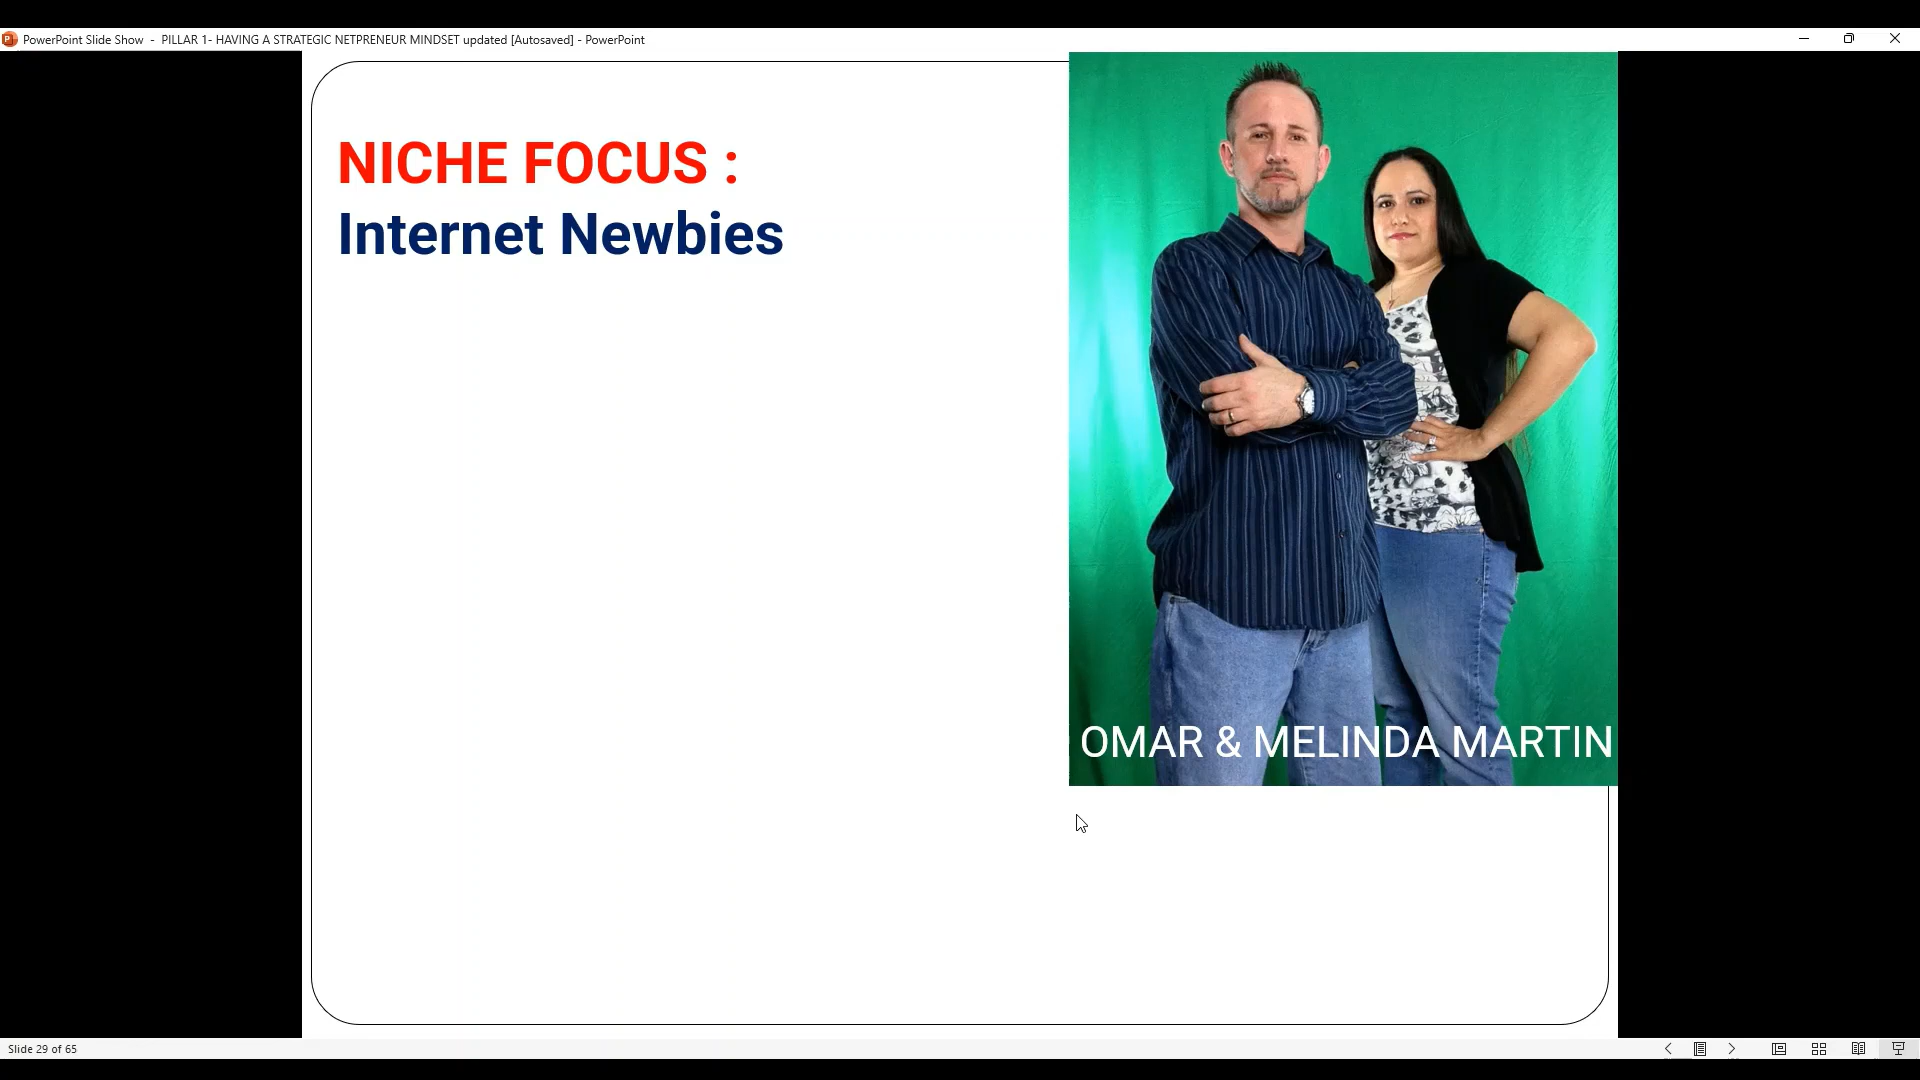 PowerPoint Slide Show - PILLAR 1- HAVING A STRATEGIC NETPRENEUR MINDSET updated [Autosaved] - PowerPoint
NICHE FOCUS :
Internet Newbies
OMAR & MELINDA MARTIN
Slide 29 of 65